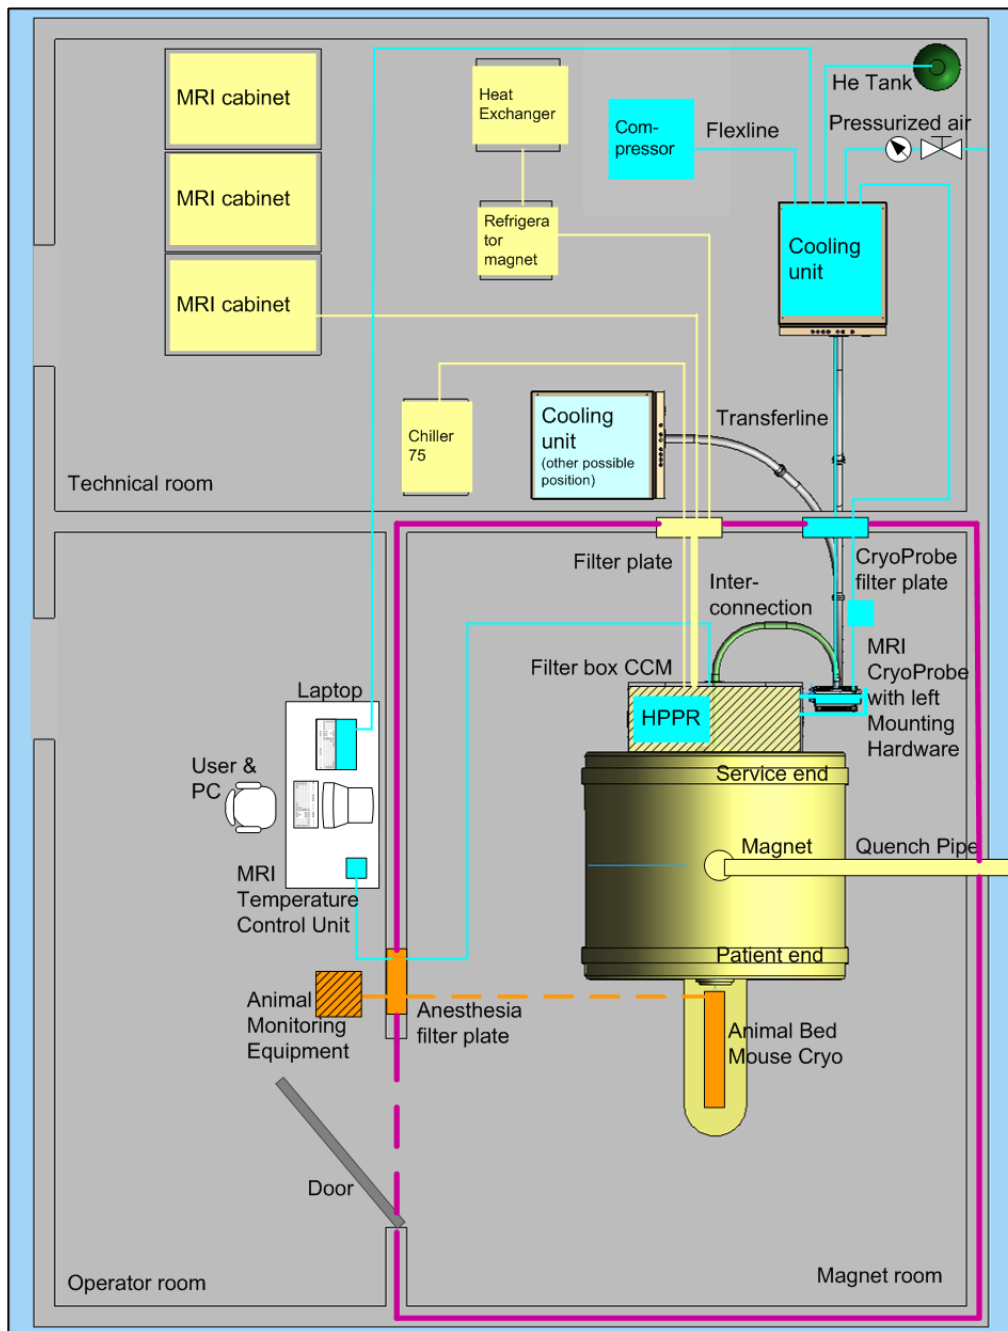 MRI cabinet
MRI cabinet
MRI cabinet
Heat
Exchanger
Com-
pressor
Flexline
He Tank
Pressurized air
Refrigera
tor
magnet
Cooling
unit
Chiller
75
Cooling
unit
(other possible
position)
Transferline
Technical room
Filter plate
CryoProbe
filter plate
Inter-
connection
Filter box CCM
MRI
CryoProbe
with left
Mounting
Hardware
HPPR
Laptop
User &
PC
Service end
Magnet
Quench Pipe
MRI
Temperature
Control Unit
Patient end
Animal
Monitoring
Equipment
Anesthesia
filter plate
Animal Bed
Mouse Cryo
Door
Operator room
Magnet room